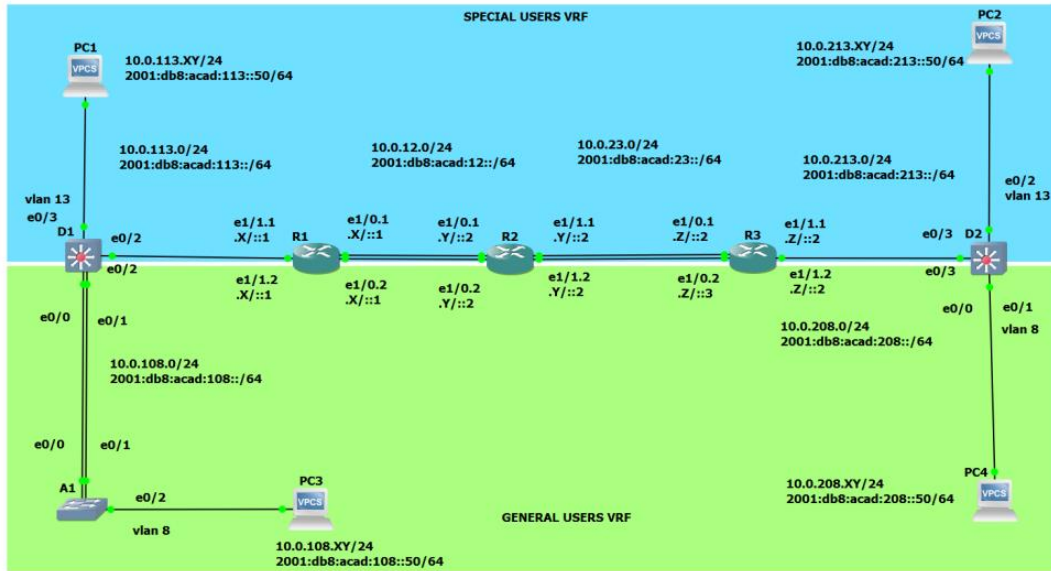 SPECIAL USERS VRF
PC1
VPCS
10.0.113.XY/24
2001:db8:acad:113::50/64
PC2
VPCS
10.0.213.XY/24
2001:db8:acad:213::50/64
10.0.113.0/24
2001:db8:acad:113::/64
10.0.12.0/24
2001:db8:acad:12::/64
10.0.23.0/24
2001:db8:acad:23::/64
10.0.213.0/24
2001:db8:acad:213::/64
vlan 13
e0/3
D1
e0/2
e0/2
e1/1.1
.X/::1
R1
e1/0.1
.X/::1
e1/0.1
.Y/::2
R2
e1/1.1
.Y/::2
e1/0.1
.Z/::2
R3
e1/1.1
.Z/::2
e0/2
vlan 13
e0/3
D2
e1/1.2
.X/::1
e1/0.2
.X/::1
e1/0.2
.Y/::2
e1/1.2
.Y/::2
e1/0.2
.Z/::3
e1/1.2
.Z/::2
e0/3
e0/0
e0/1
vlan 8
e0/0
e0/1
10.0.208.0/24
2001:db8:acad:208::/64
10.0.108.0/24
2001:db8:acad:108::/64
e0/0
e0/1
A1
e0/2
vlan 8
PC3
VPCS
10.0.108.XY/24
2001:db8:acad:108::50/64
10.0.208.XY/24
2001:db8:acad:208::50/64
PC4
VPCS
GENERAL USERS VRF